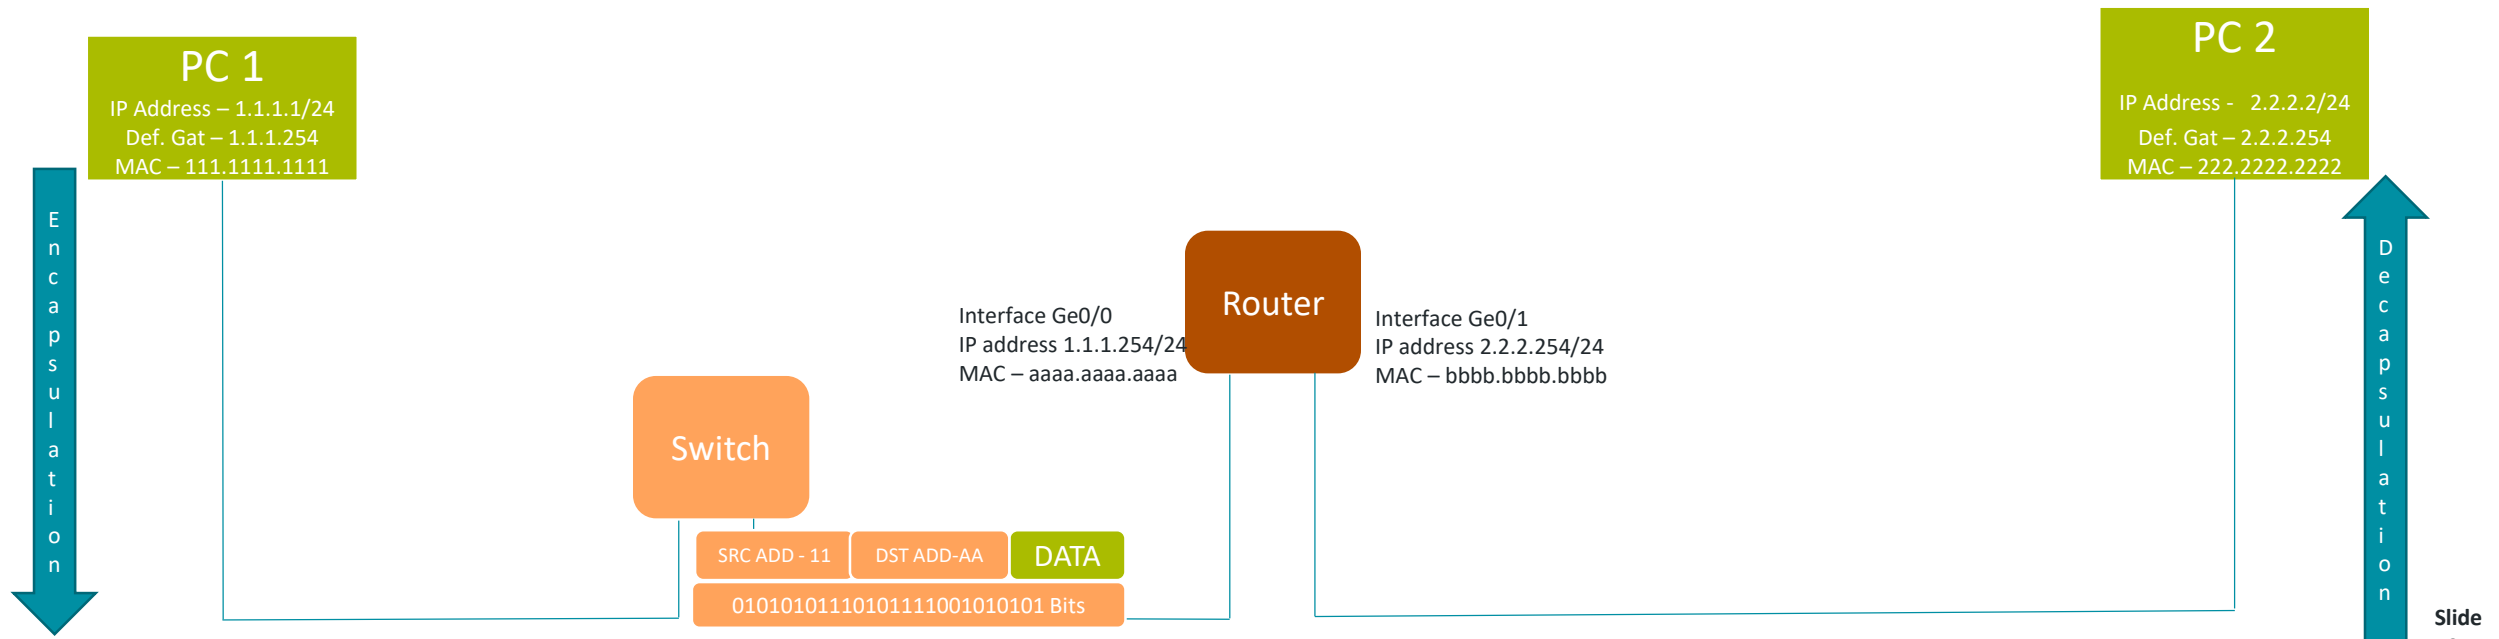 PC 1
IP Address – 1.1.1.1/24
Def. Gat – 1.1.1.254
MAC – 111.1111.1111
PC 2
IP Address - 2.2.2.2/24
Def. Gat – 2.2.2.254
MAC – 222.2222.2222
Encapsulation
Router
Interface Ge0/0
IP address 1.1.1.254/24
MAC – aaaa.aaaa.aaaa
Interface Ge0/1
IP address 2.2.2.254/24
MAC – bbbb.bbbb.bbbb
Decapsulation
Switch
SRC ADD - 11
DST ADD-AA
DATA
01010101110101111001010101 Bits
Slide